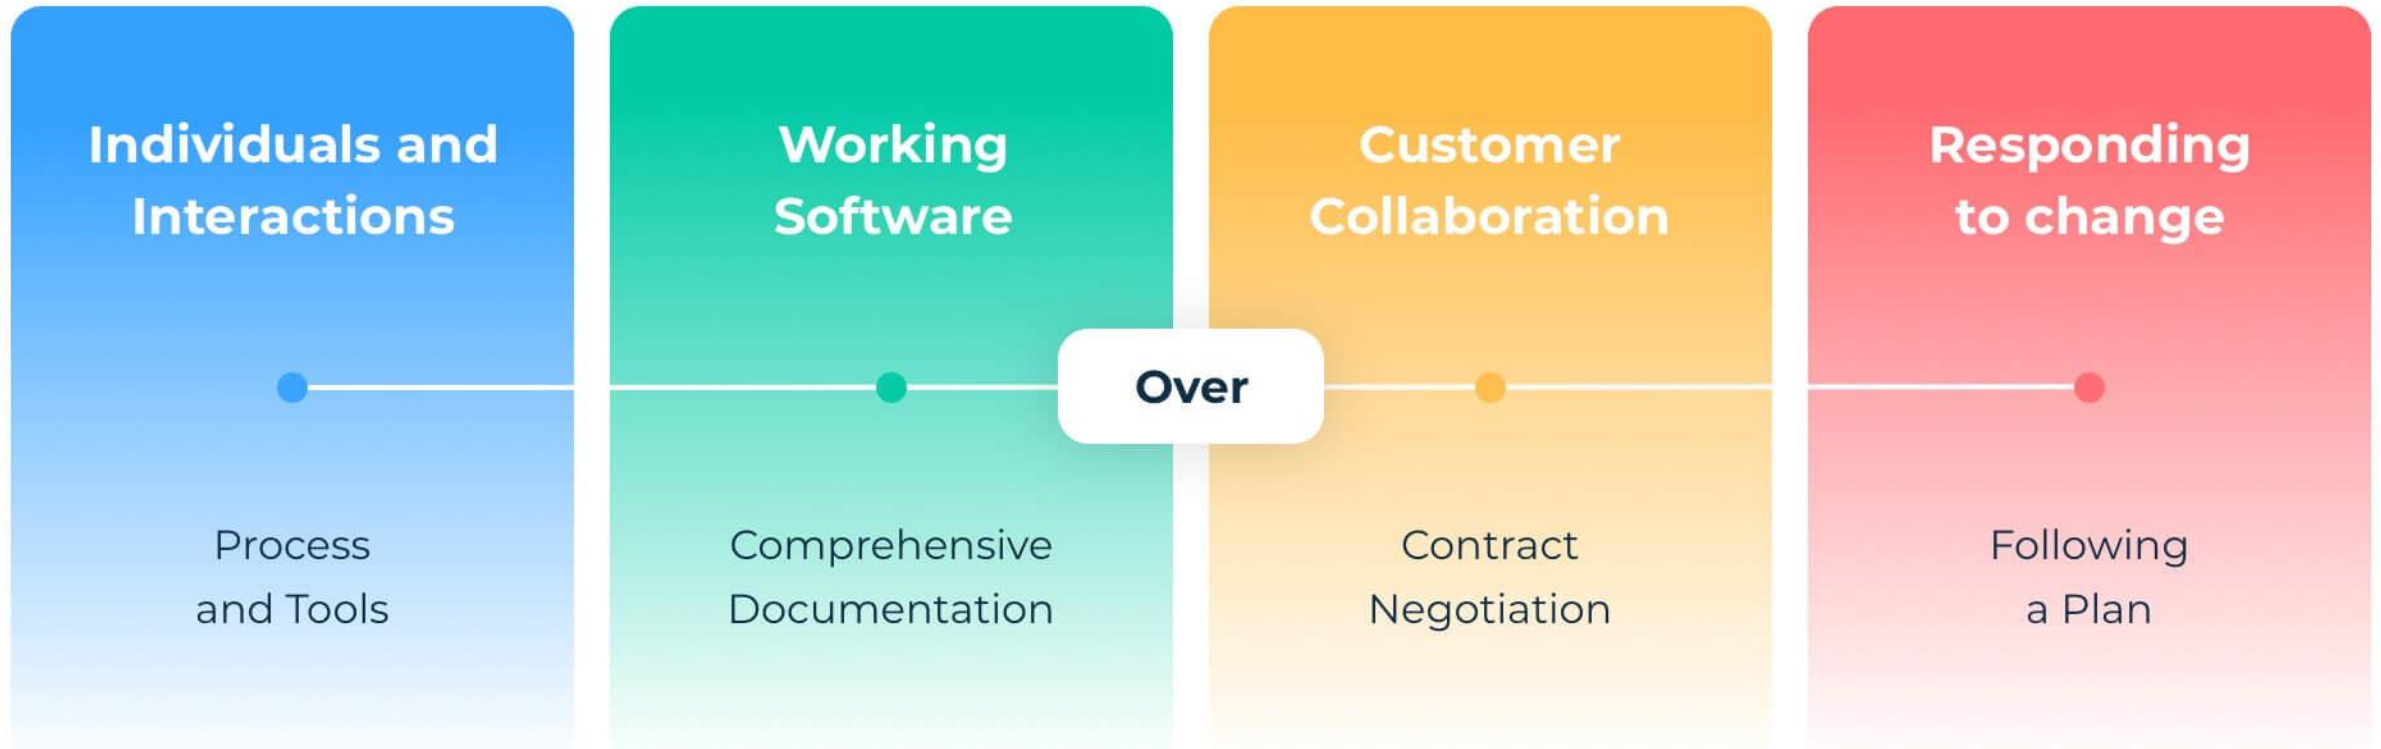 Individuals and
Interactions
Working
Software
Customer
Collaboration
Responding
to change
Over
Process
and Tools
Comprehensive
Documentation
Contract
Negotiation
Following
a Plan